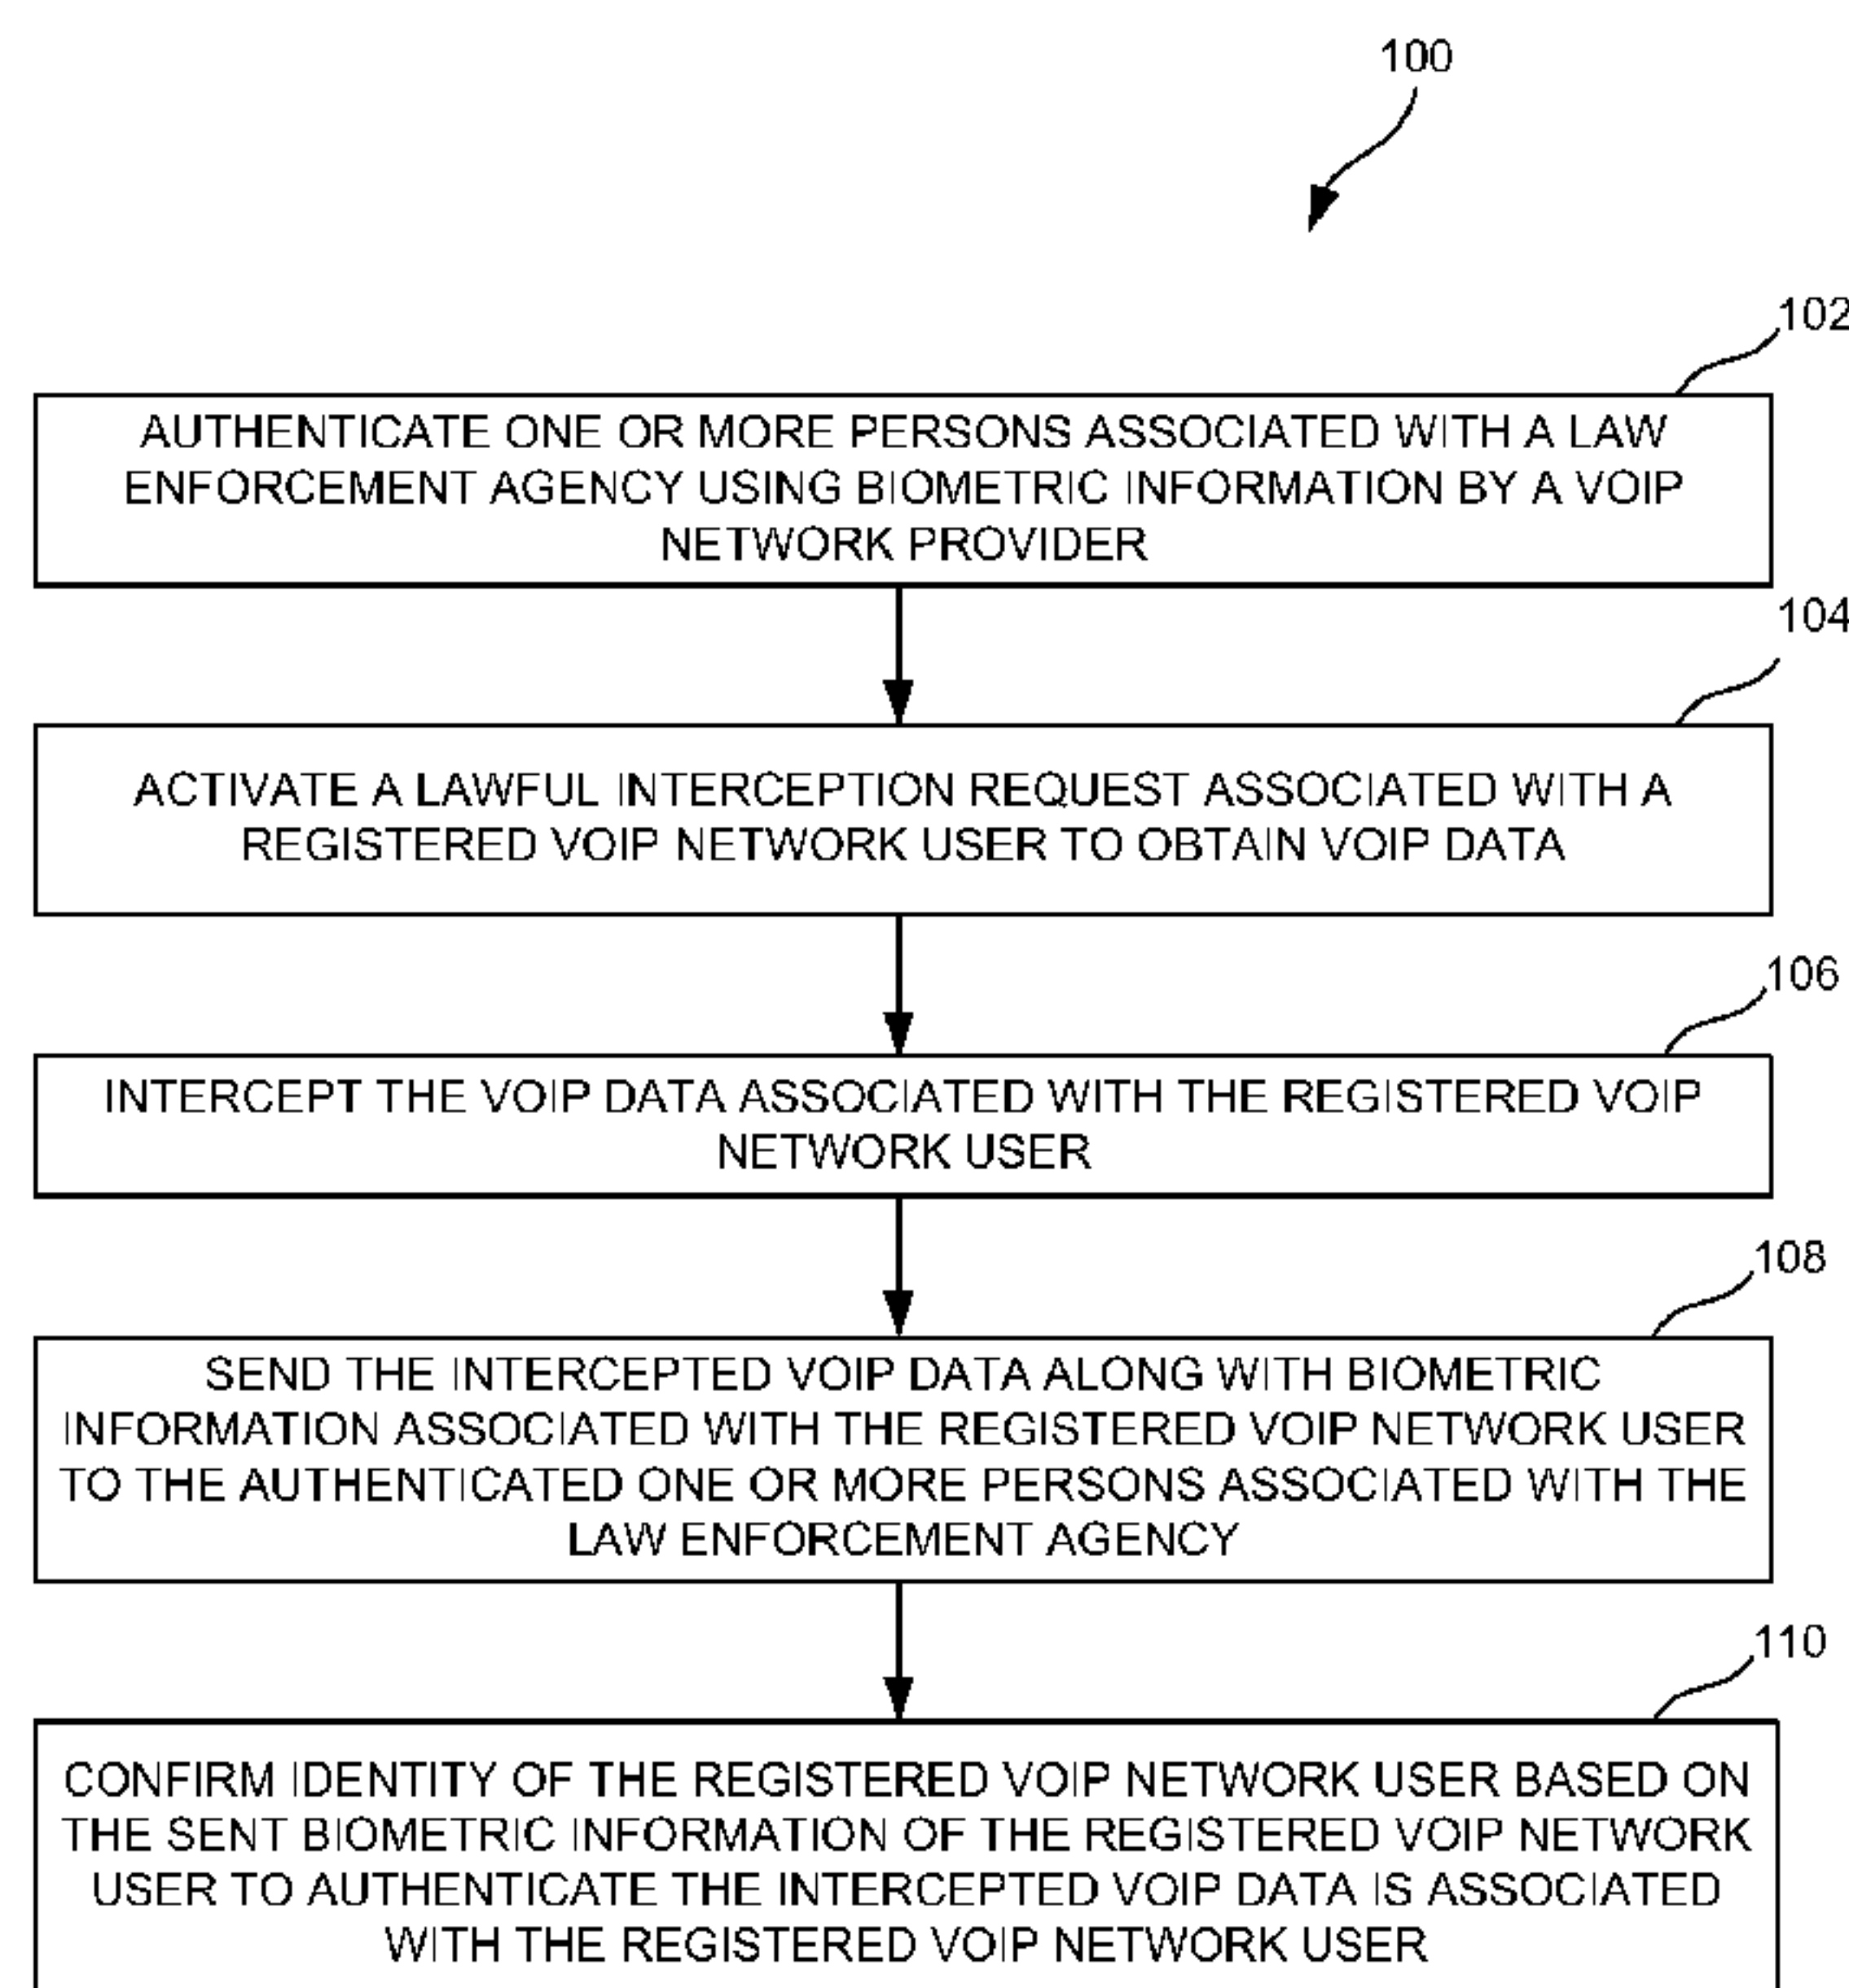 100
102
AUTHENTICATE ONE OR MORE PERSONS ASSOCIATED WITH A LAW
ENFORCEMENT AGENCY USING BIOMETRIC INFORMATION BY A VOIP
NETWORK PROVIDER
104
ACTIVATE A LAWFUL INTERCEPTION REQUEST ASSOCIATED WITH A
REGISTERED VOIP NETWORK USER TO OBTAIN VOIP DATA
106
INTERCEPT THE VOIP DATA ASSOCIATED WITH THE REGISTERED VOIP
NETWORK USER
108
SEND THE INTERCEPTED VOIP DATA ALONG WITH BIOMETRIC
INFORMATION ASSOCIATED WITH THE REGISTERED VOIP NETWORK USER
TO THE AUTHENTICATED ONE OR MORE PERSONS ASSOCIATED WITH THE
LAW ENFORCEMENT AGENCY
110
CONFIRM IDENTITY OF THE REGISTERED VOIP NETWORK USER BASED ON
THE SENT BIOMETRIC INFORMATION OF THE REGISTERED VOIP NETWORK
USER TO AUTHENTICATE THE INTERCEPTED VOIP DATA IS ASSOCIATED
WITH THE REGISTERED VOIP NETWORK USER